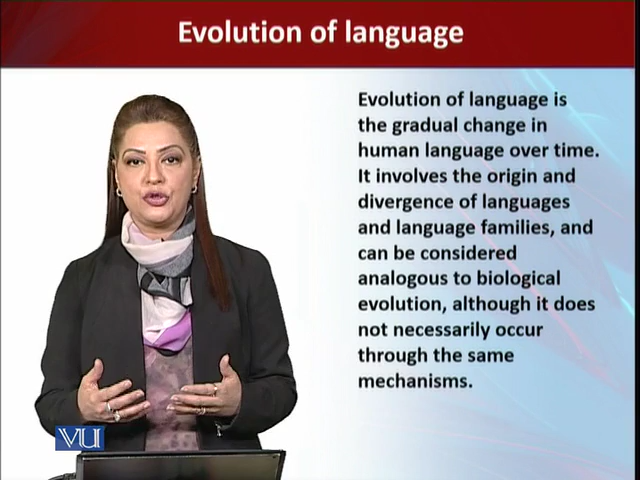 Evolution of language
Evolution of language is
the gradual change in
human language over time.
It involves the origin and
divergence of languages
and language families, and
can be considered
analogous to biological
evolution, although it does
not necessarily occur
through the same
mechanisms.
VU